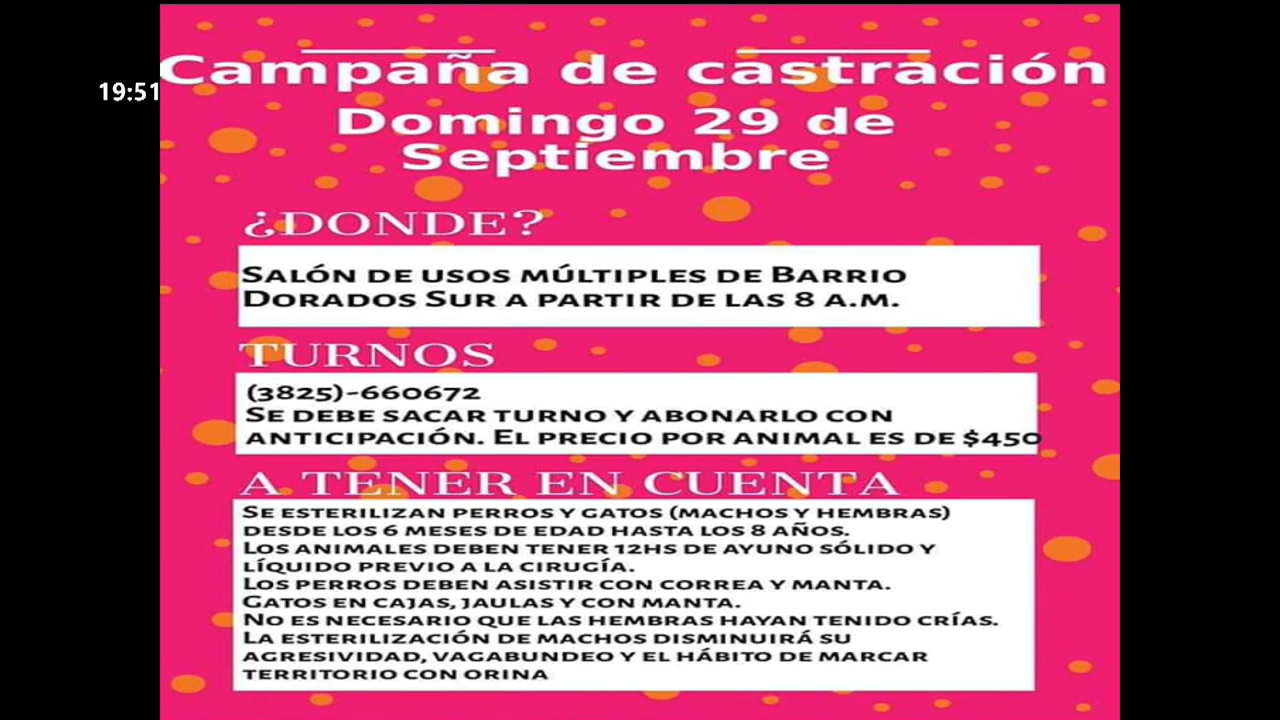 Campaña de castración
19:51
Domingo 29 de
Septiembre
¿DONDE?
Salón de usos múltiples de Barrio
Dorados Sur a partir de las 8 a.m.
TURNOS
(3825)-660672
Se debe sacar turno y abonarlo con
anticipación. El precio por animal es de $450
A TENER EN CUENTA
Se esterilizan perros y gatos (machos y hembras)
desde los 6 meses de edad hasta los 8 años.
Los animales deben tener 12hs de ayuno sólido y
líquido previo a la cirugía.
Los perros deben asistir con correa y manta.
Gatos en cajas, jaulas y con manta.
No es necesario que las hembras hayan tenido crías.
La esterilización de machos disminuirá su
agresividad, vagabundeo y el hábito de marcar
territorio con orina